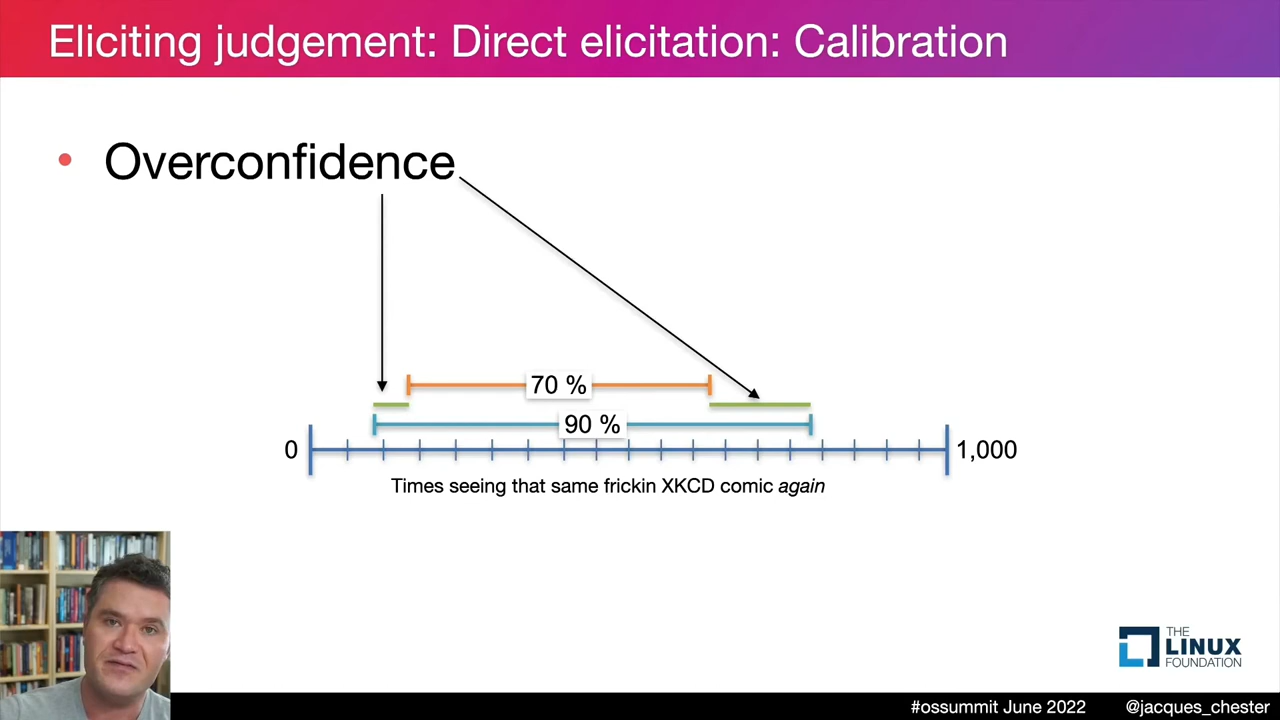 Eliciting judgement: Direct elicitation: Calibration
• Overconfidence
70 %
90 %
0
1,000
Times seeing that same frickin XKCD comic again
THE
LINUX
FOUNDATION
#ossummit June 2022
@jacques_chester